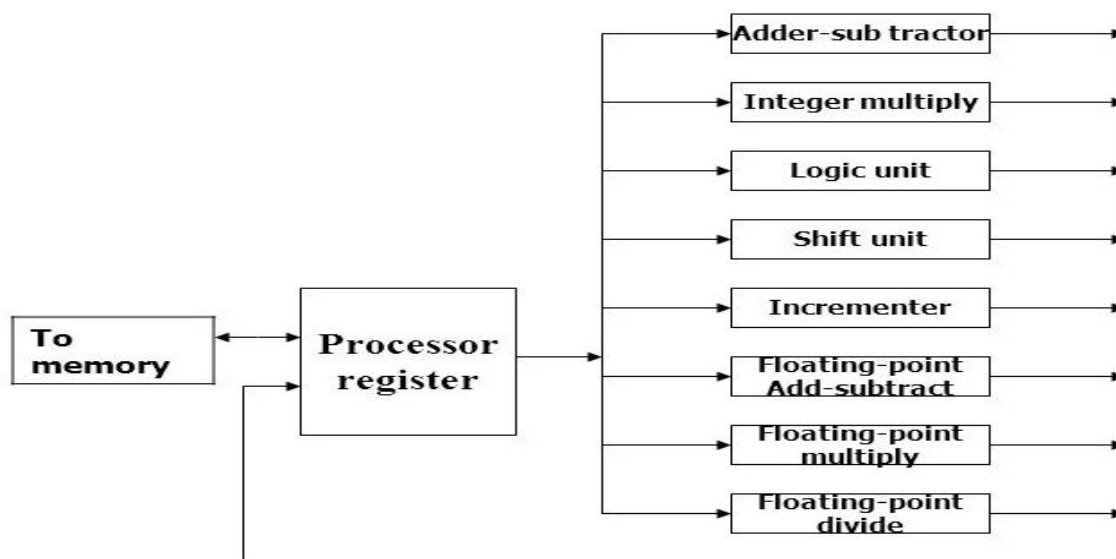 Adder-sub tractor
Integer multiply
Logic unit
Shift unit
To
memory
Processor
register
Incrementer
Floating-point
Add-subtract
Floating-point
multiply
Floating-point
divide